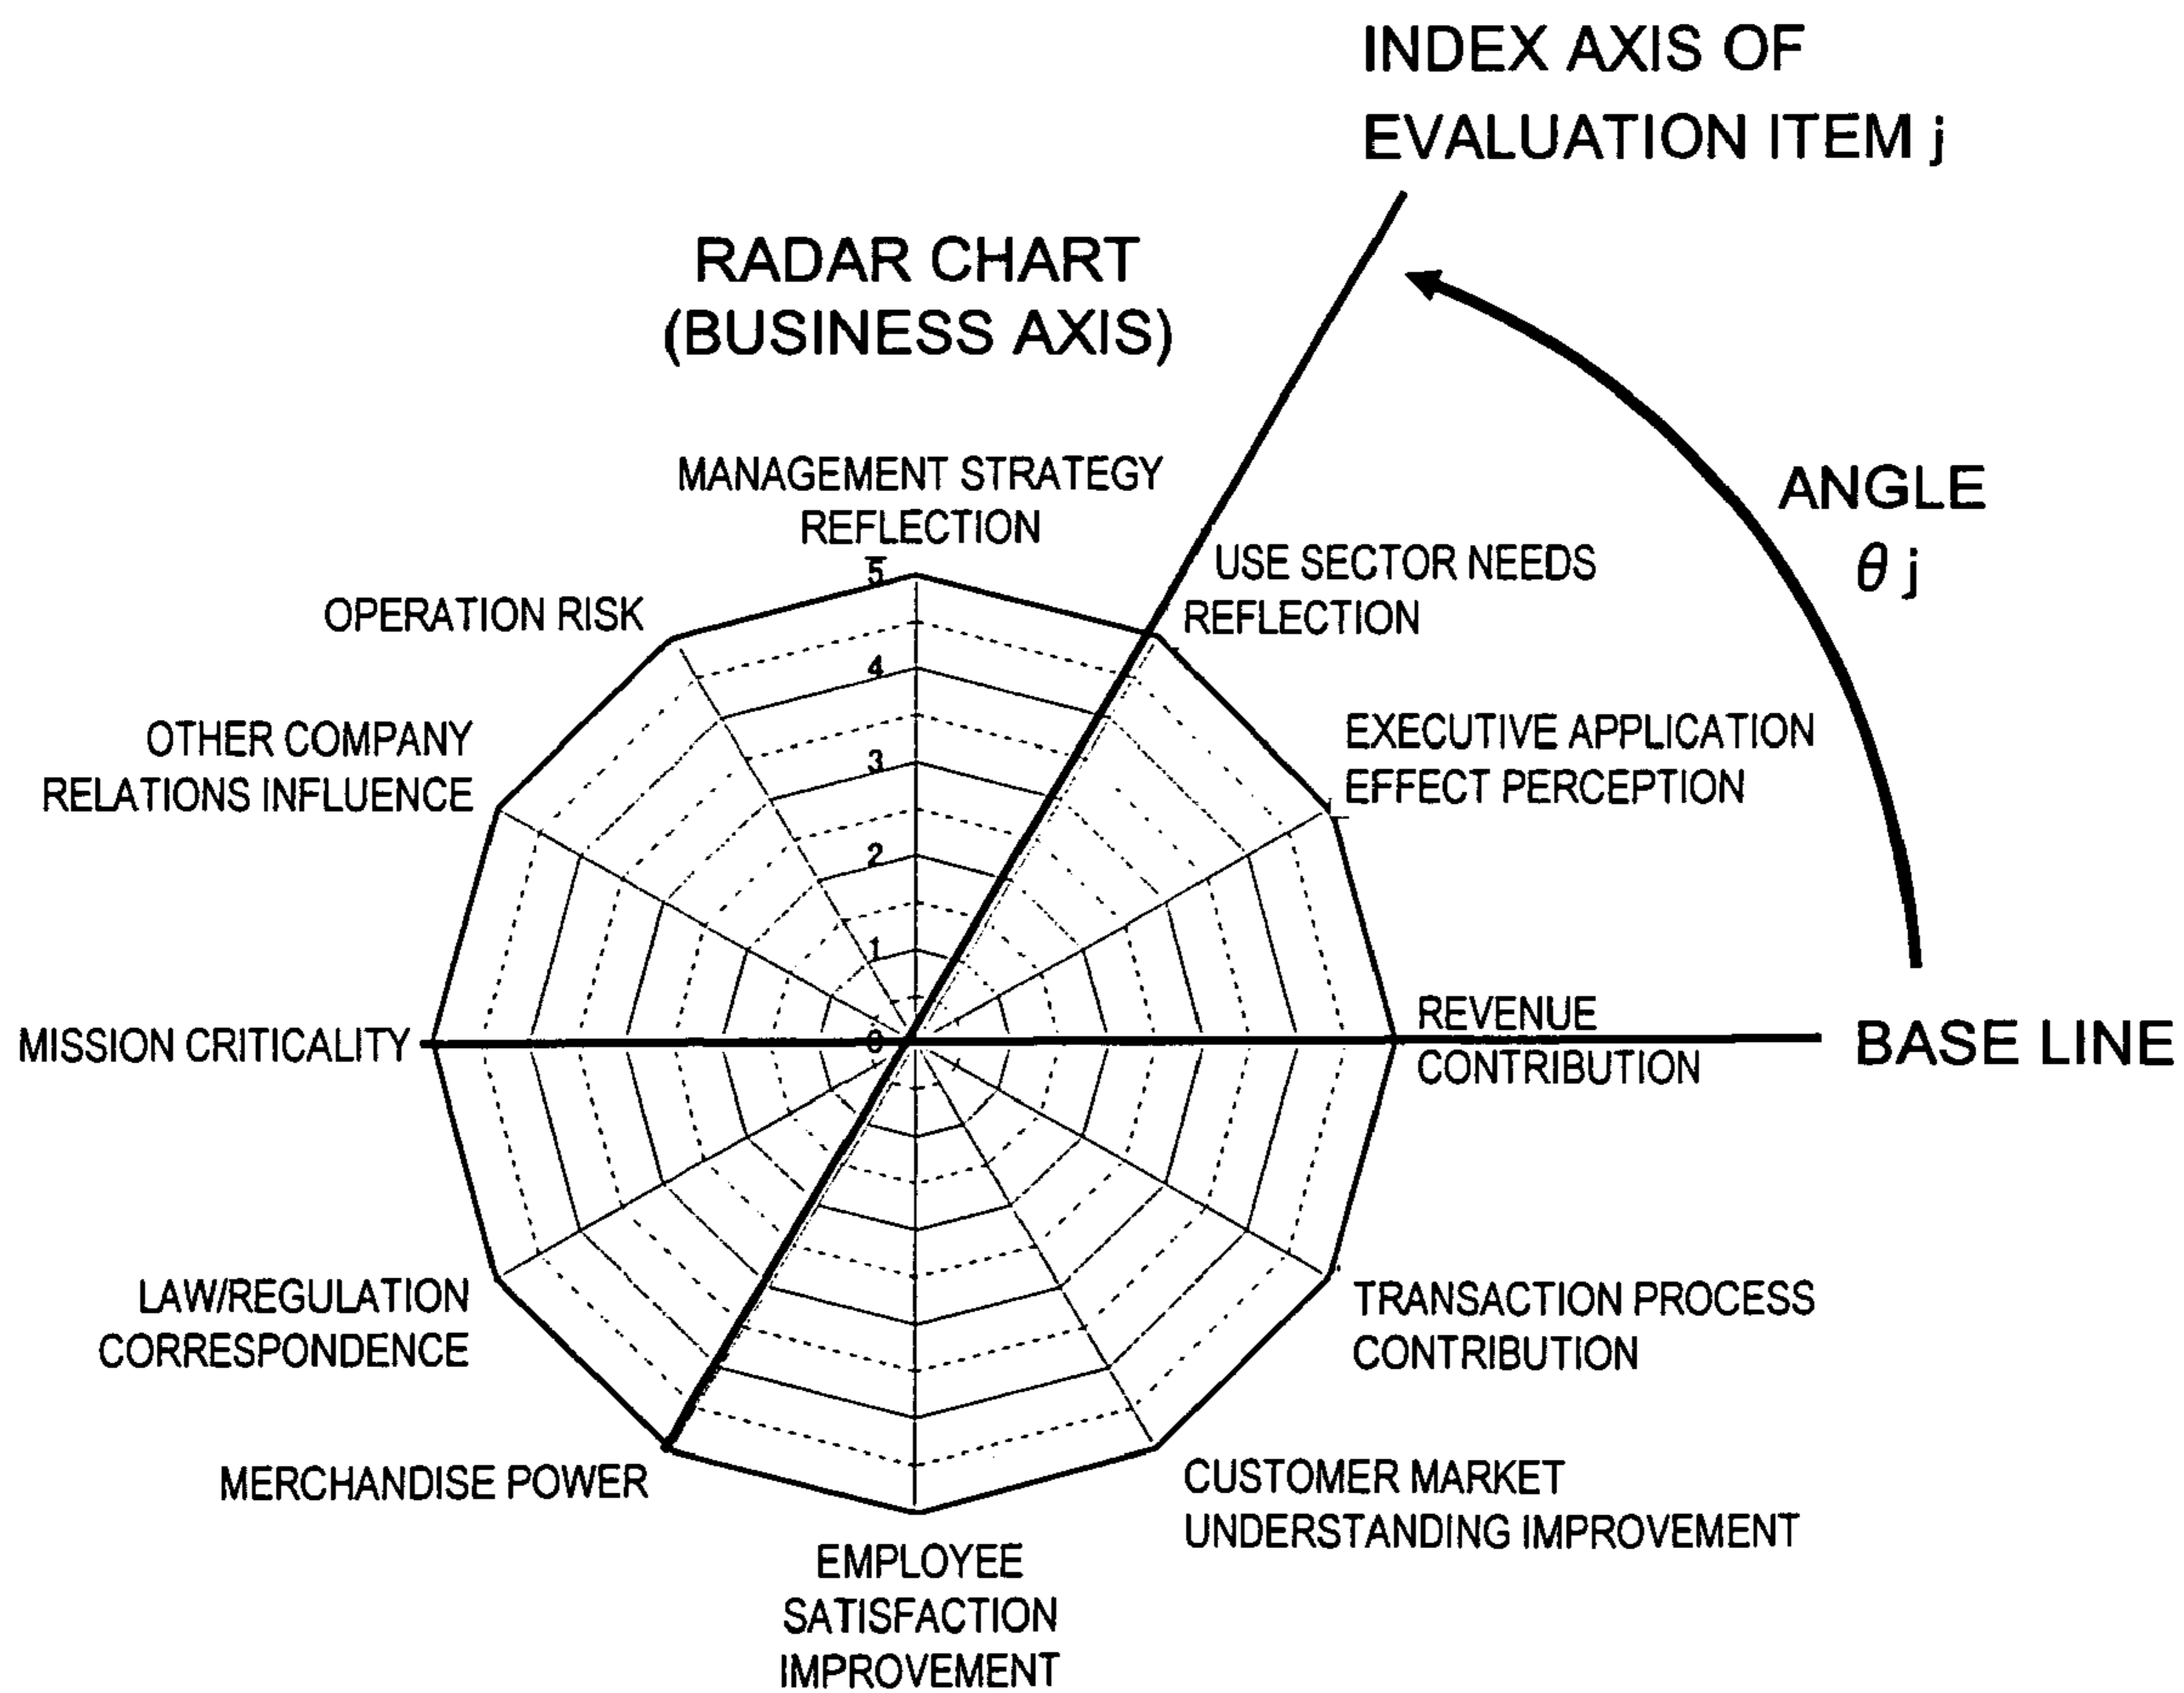 INDEX AXIS OF
EVALUATION ITEM j
RADAR CHART
(BUSINESS AXIS)
ANGLE
θ j
MANAGEMENT STRATEGY
REFLECTION
USE SECTOR NEEDS
REFLECTION
OPERATION RISK
EXECUTIVE APPLICATION
EFFECT PERCEPTION
OTHER COMPANY
RELATIONS INFLUENCE
5
4
3
2
1
0
MISSION CRITICALITY
REVENUE
CONTRIBUTION
BASE LINE
LAW/REGULATION
CORRESPONDENCE
TRANSACTION PROCESS
CONTRIBUTION
MERCHANDISE POWER
CUSTOMER MARKET
UNDERSTANDING IMPROVEMENT
EMPLOYEE
SATISFACTION
IMPROVEMENT